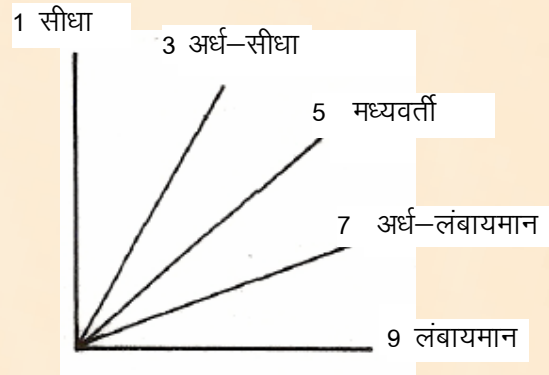 1 सीधा
3 अर्ध–सीधा
5 मध्यवर्ती
7 अर्ध–लंबायमान
9 लंबायमान